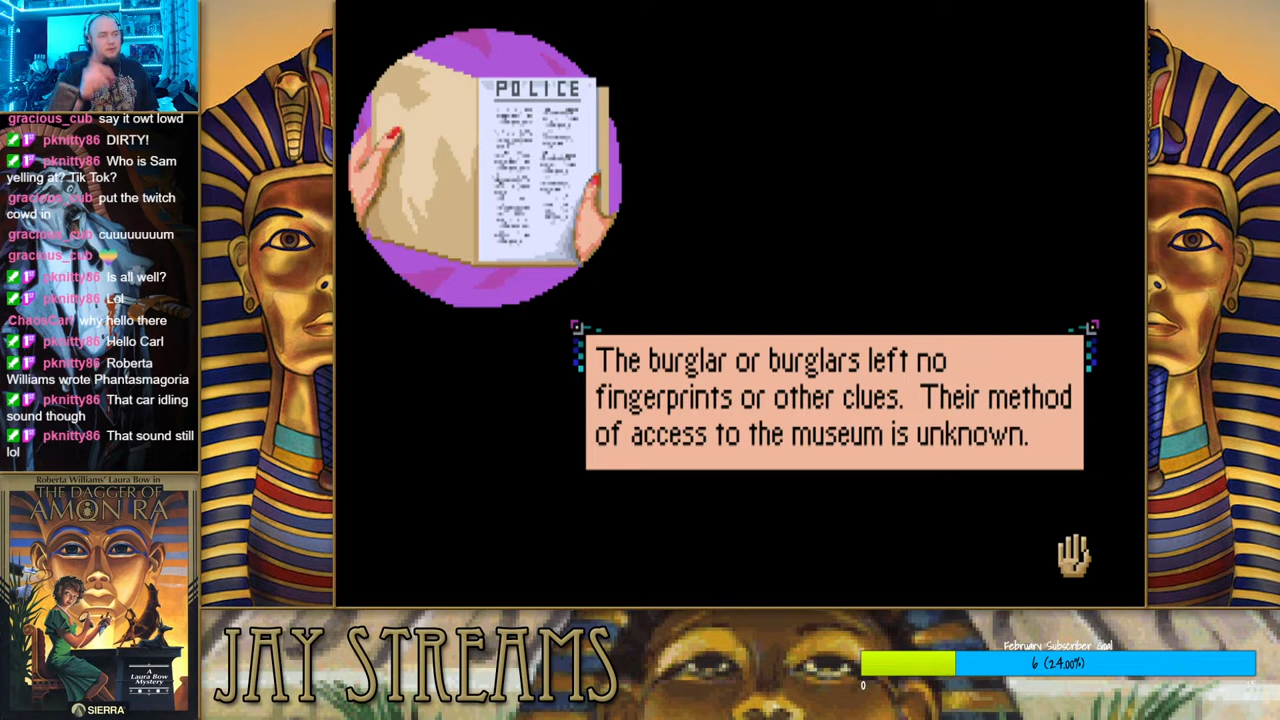 gracious_cub say it owt lowd
pknitty86 DIRTY!
pknitty86 Who is Sam
yelling at? Tik Tok?
gracious_cub put the twitch
cowd in
gracious_cub cuuuuuuuum
gracious_cub
pknitty86 Is all well?
pknitty86 Lol
ChaosCarl why hello there
pknitty86 Hello Carl
pknitty86 Roberta
Williams wrote Phantasmagoria
pknitty86 That car idling
sound though
pknitty86 That sound still
lol
Roberta Williams' Laura Bow in
THE DAGGER OF
AMON RA
A
Laura Bow
Mystery
SIERRA
POLICE
The burglar or burglars left no
fingerprints or other clues. Their method
of access to the museum is unknown.
JAY STREAMS
February Subscriber Goal
6 (24.00%)
0